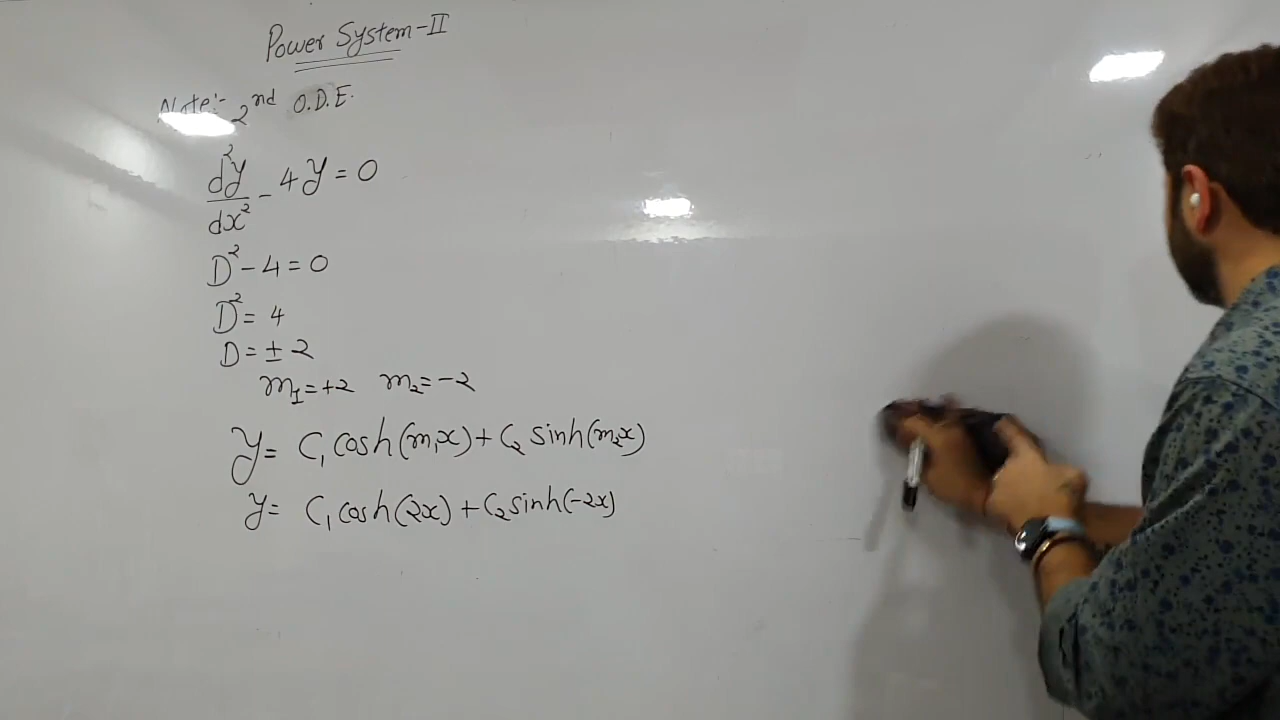 Power System-II
Note:- 2nd O.D.E.
d²y/dx² - 4y = 0
D² - 4 = 0
D² = 4
D = ± 2
m₁ = +2 m₂ = -2
y = C₁ cosh(m₁x) + C₂ sinh(m₂x)
y = C₁ cosh(2x) + C₂ sinh(-2x)